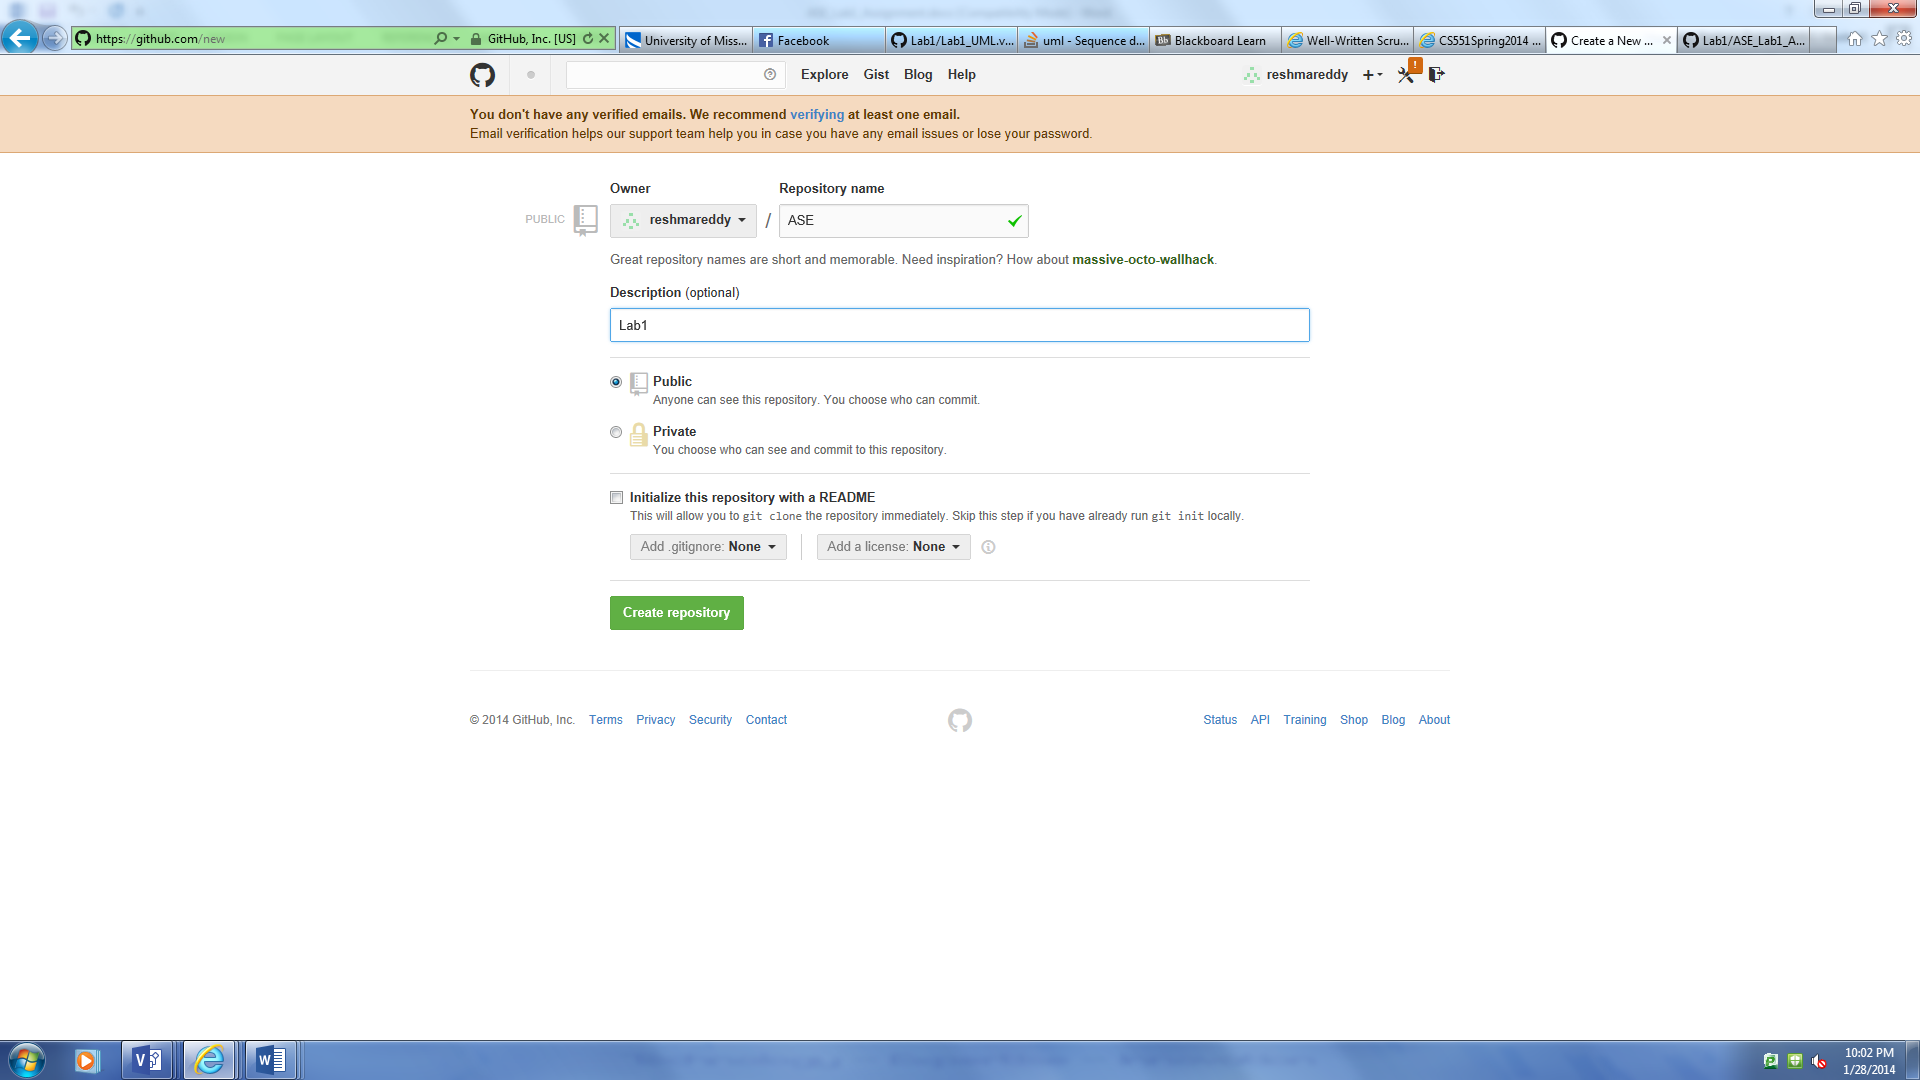 https://github.com/new
GitHub, Inc. [US]
University of Miss...
Facebook
Lab1/Lab1_UML.v...
uml - Sequence d...
Blackboard Learn
Well-Written Scru...
CS551Spring2014 ...
Create a New ...
Lab1/ASE_Lab1_A...
Explore Gist Blog Help
reshmareddy
You don't have any verified emails. We recommend verifying at least one email.
Email verification helps our support team help you in case you have any email issues or lose your password.
Owner Repository name
PUBLIC reshmareddy / ASE
Great repository names are short and memorable. Need inspiration? How about massive-octo-wallhack.
Description (optional)
Lab1
Public
Anyone can see this repository. You choose who can commit.
Private
You choose who can see and commit to this repository.
Initialize this repository with a README
This will allow you to git clone the repository immediately. Skip this step if you have already run git init locally.
Add .gitignore: None Add a license: None
Create repository
© 2014 GitHub, Inc. Terms Privacy Security Contact
Status API Training Shop Blog About
10:02 PM
1/28/2014